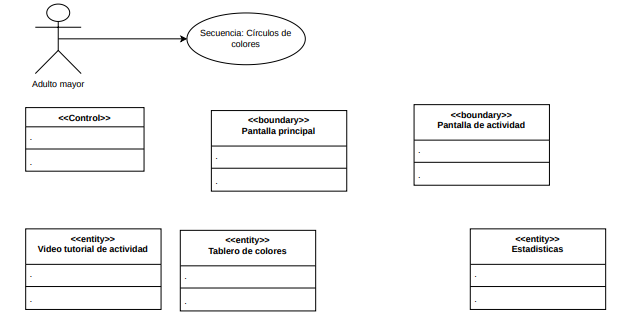 Secuencia: Círculos de
colores
Adulto mayor
<<Control>>
.
.
<<boundary>>
Pantalla principal
.
.
<<boundary>>
Pantalla de actividad
.
.
<<entity>>
Video tutorial de actividad
.
.
<<entity>>
Tablero de colores
.
.
<<entity>>
Estadisticas
.
.